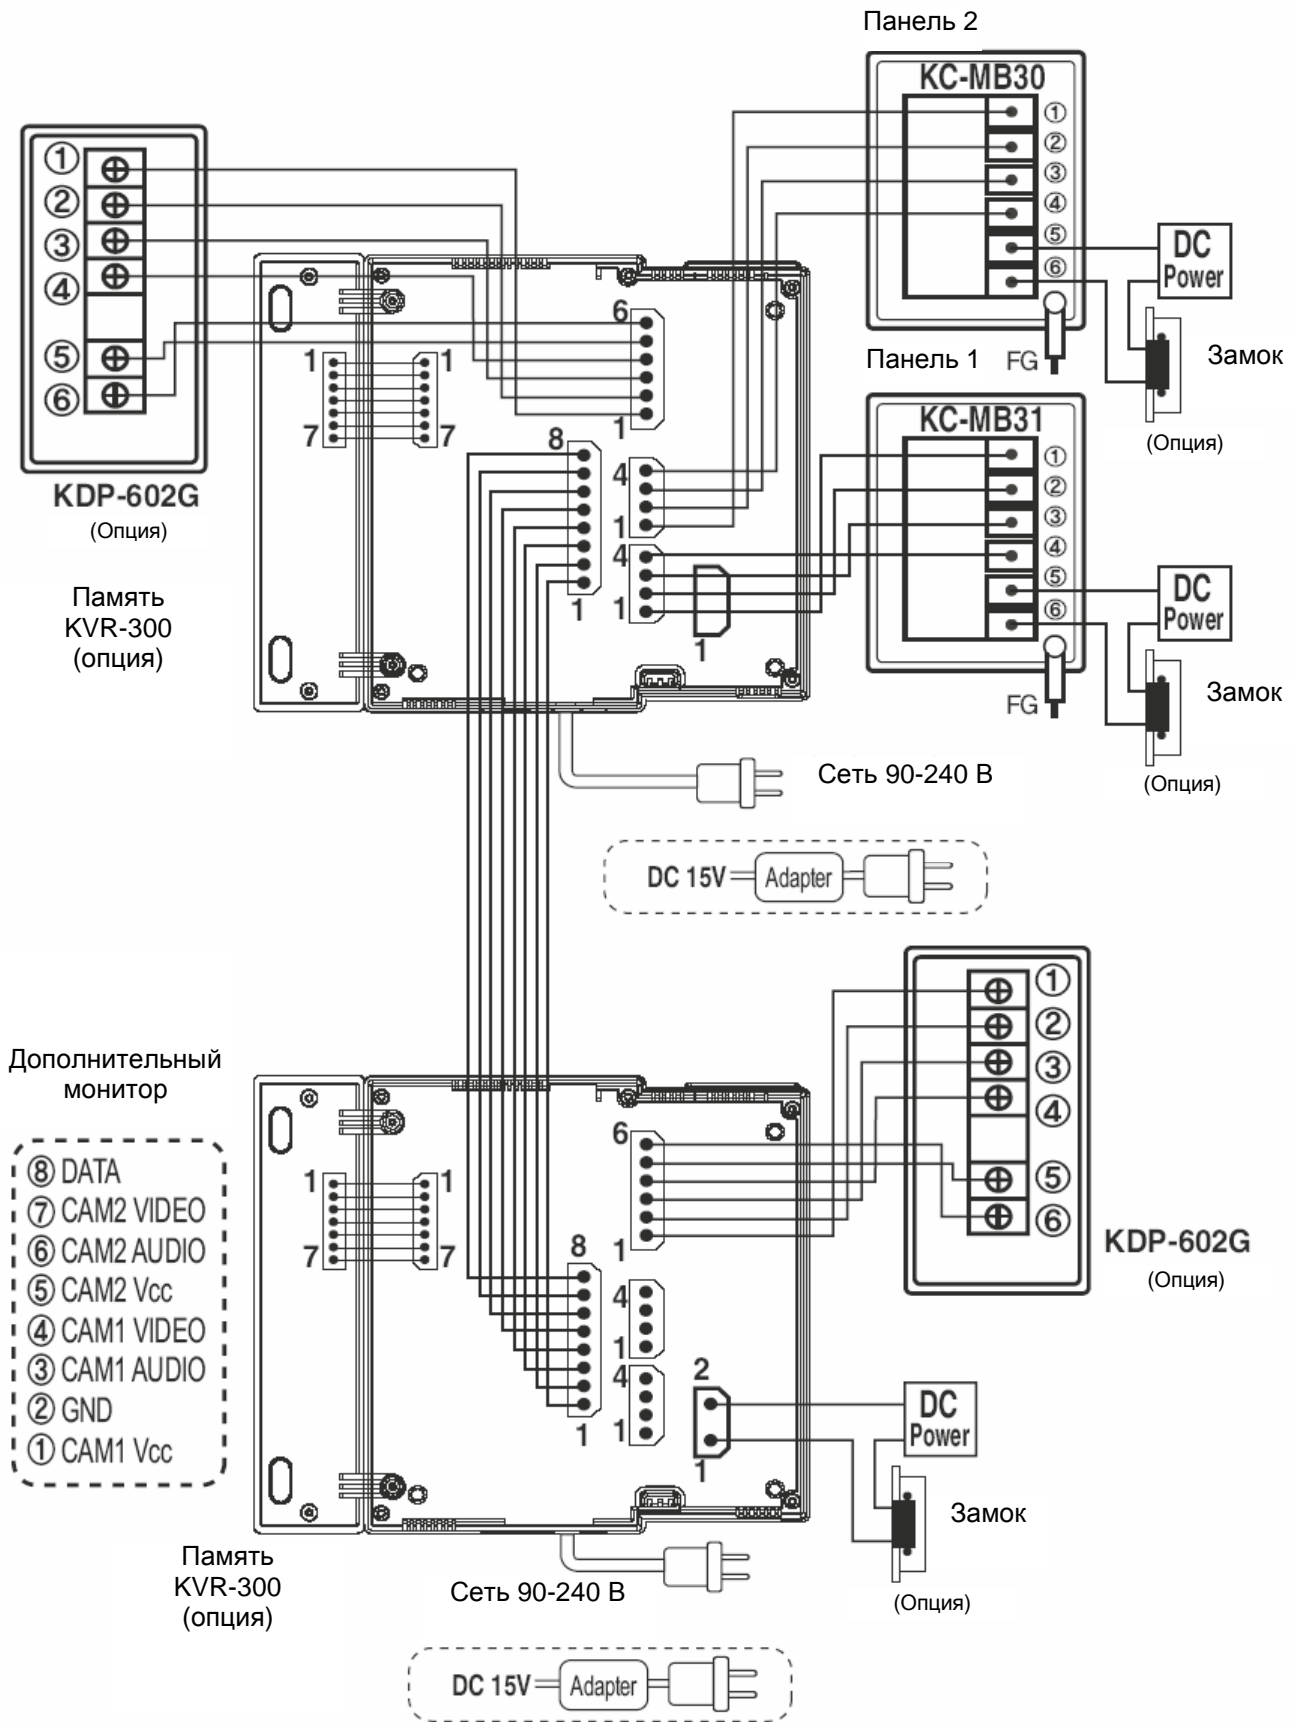 Панель 2
KC-MB30
①
②
③
④
⑤
⑥
DC
Power
FG
Замок
(Опция)
①
②
③
④
⑤
⑥
KDP-602G
(Опция)
6
1
1
1
7
7
8
1
4
1
4
1
1
Панель 1
KC-MB31
①
②
③
④
⑤
⑥
DC
Power
FG
Замок
(Опция)
Память
KVR-300
(опция)
Сеть 90-240 В
DC 15V
Adapter
Дополнительный
монитор
⑧ DATA
⑦ CAM2 VIDEO
⑥ CAM2 AUDIO
⑤ CAM2 Vcc
④ CAM1 VIDEO
③ CAM1 AUDIO
② GND
① CAM1 Vcc
1
1
7
7
6
1
8
1
4
1
4
1
2
1
①
②
③
④
⑤
⑥
KDP-602G
(Опция)
DC
Power
Замок
(Опция)
Память
KVR-300
(опция)
Сеть 90-240 В
DC 15V
Adapter